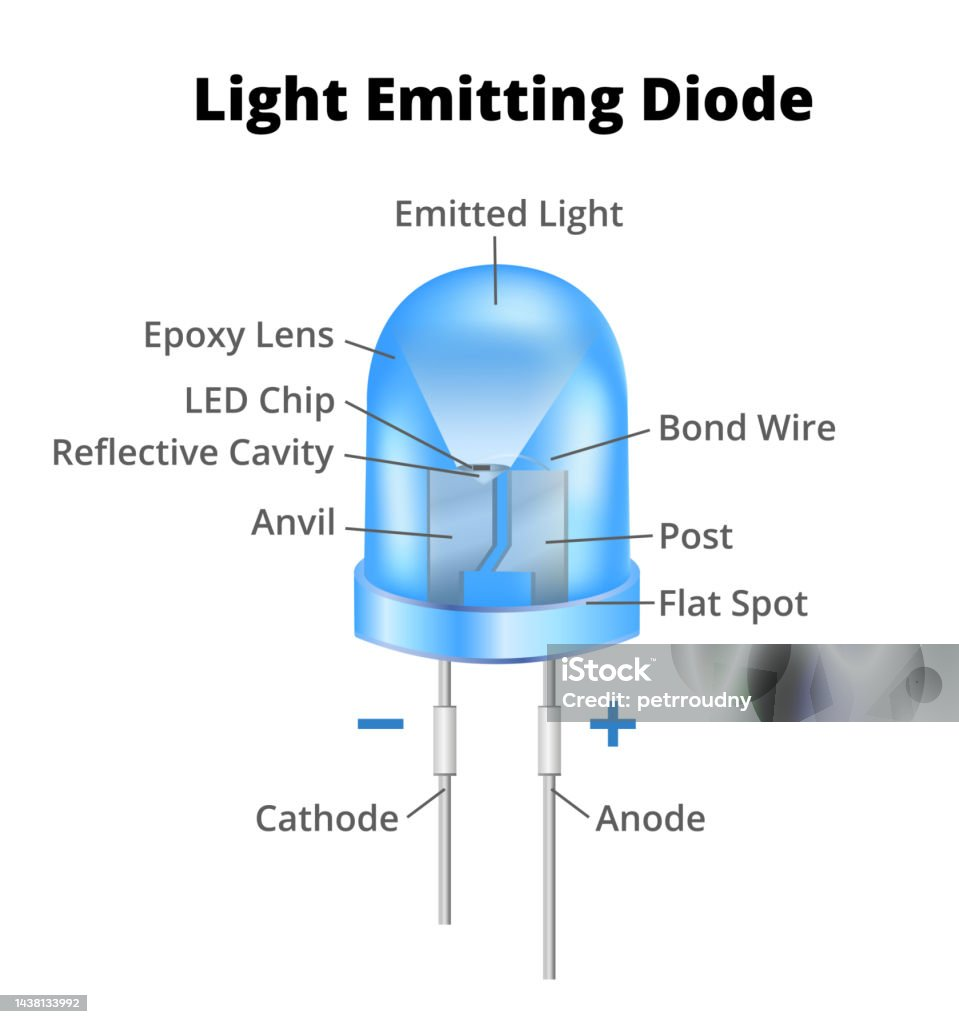 Light Emitting Diode
Emitted Light
Epoxy Lens
LED Chip
Bond Wire
Reflective Cavity
Anvil
Post
Flat Spot
iStock™
Credit: petrroudny
− +
Cathode
Anode
1438133992